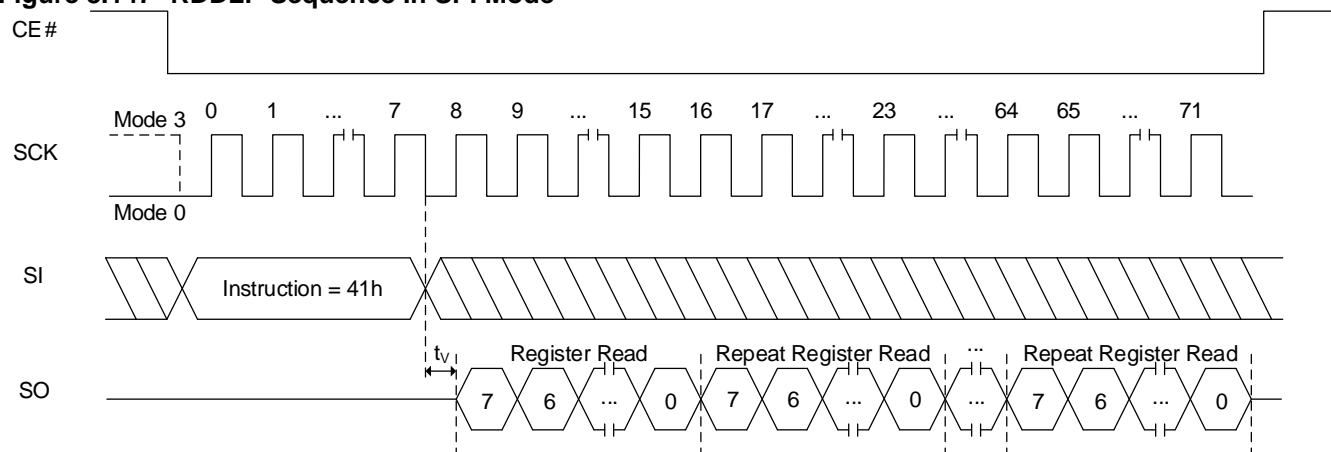 CE#
0 1 ... 7 8 9 ... 15 16 17 ... 23 ... 64 65 ... 71
Mode 3
SCK
Mode 0
SI
Instruction = 41h
tV
Register Read Repeat Register Read ... Repeat Register Read
SO
7 6 ... 0 7 6 ... 0 ... 7 6 ... 0